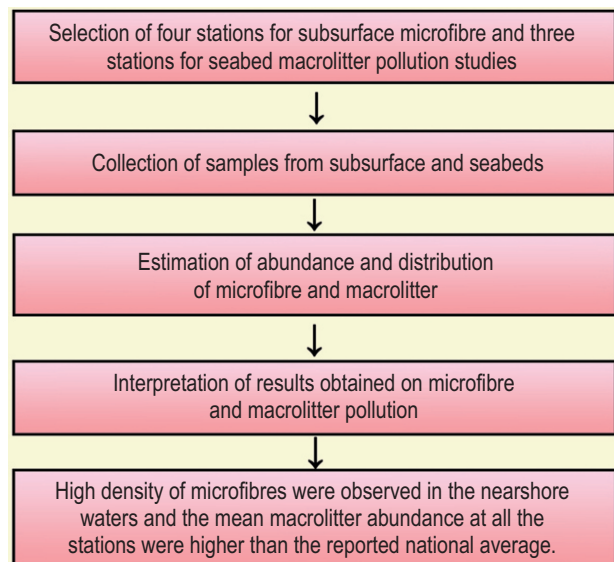 Selection of four stations for subsurface microfibre and three
stations for seabed macrolitter pollution studies
Collection of samples from subsurface and seabeds
Estimation of abundance and distribution
of microfibre and macrolitter
Interpretation of results obtained on microfibre
and macrolitter pollution
High density of microfibres were observed in the nearshore
waters and the mean macrolitter abundance at all the
stations were higher than the reported national average.